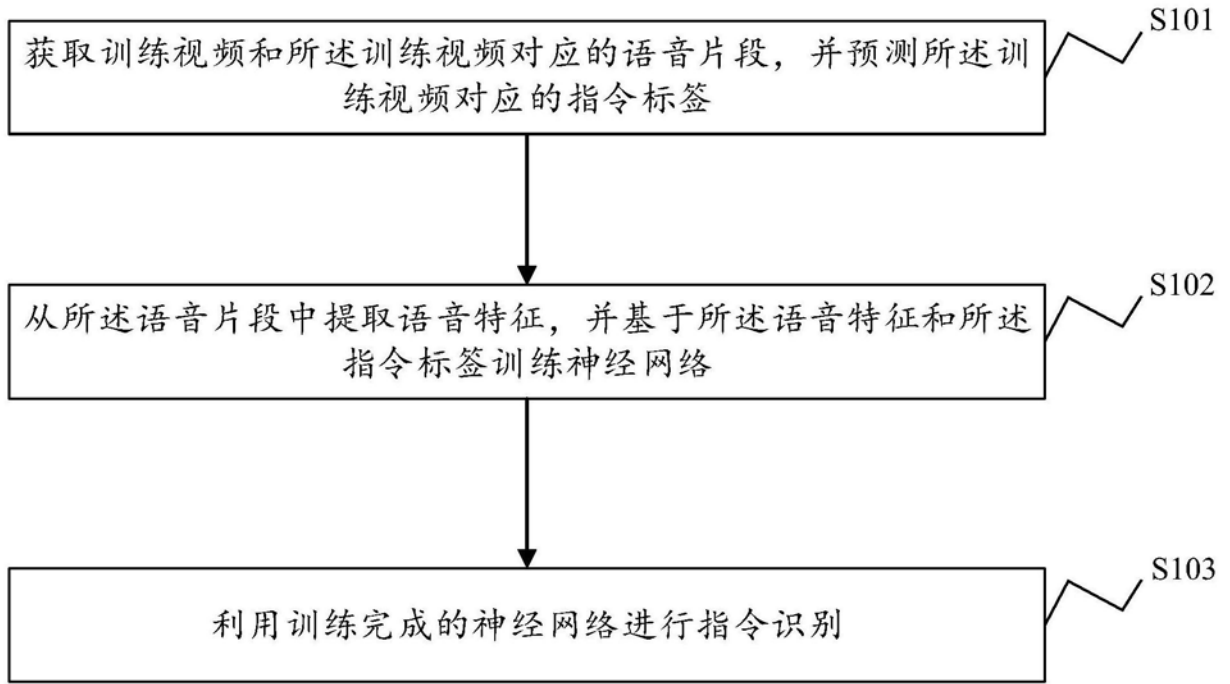 S101
获取训练视频和所述训练视频对应的语音片段，并预测所述训
练视频对应的指令标签
S102
从所述语音片段中提取语音特征，并基于所述语音特征和所述
指令标签训练神经网络
S103
利用训练完成的神经网络进行指令识别